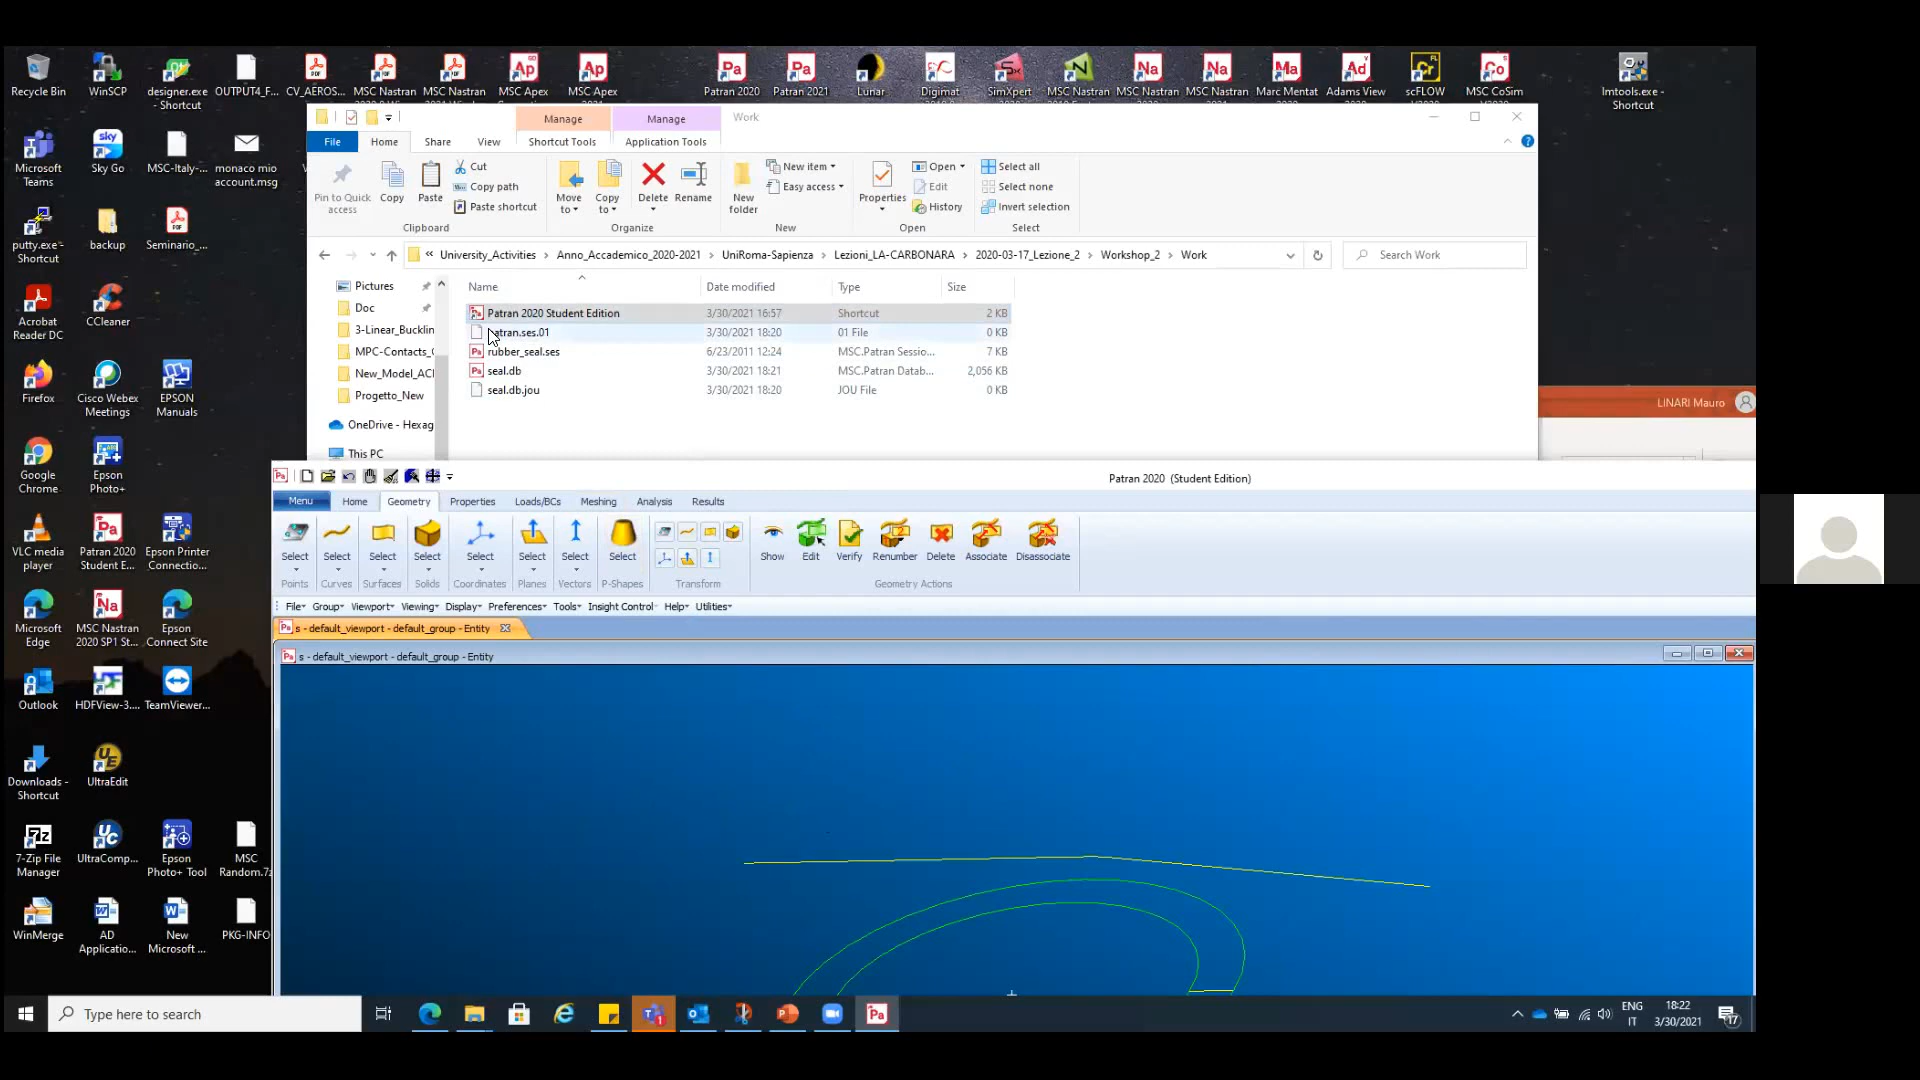 Recycle Bin
WinSCP
designer.exe
- Shortcut
OUTPUT4_F...
CV_AEROS...
MSC Nastran
MSC Nastran
MSC Apex
MSC Apex
Patran 2020
Patran 2021
Lunar
Digimat
SimXpert
MSC Nastran
MSC Nastran
MSC Nastran
Marc Mentat
Adams View
scFLOW
MSC CoSim
lmtools.exe -
Shortcut
Microsoft
Teams
Sky Go
MSC-Italy-...
monaco mio
account.msg
putty.exe -
Shortcut
backup
Seminario_...
Acrobat
Reader DC
CCleaner
Firefox
Cisco Webex
Meetings
EPSON
Manuals
Google
Chrome
Epson
Photo+
VLC media
player
Patran 2020
Student E...
Epson Printer
Connectio...
Microsoft
Edge
MSC Nastran
2020 SP1 St...
Epson
Connect Site
Outlook
HDFView-3....
TeamViewer...
Downloads -
Shortcut
UltraEdit
7-Zip File
Manager
UltraComp...
Epson
Photo+ Tool
MSC
Random.7z
WinMerge
AD
Applicatio...
New
Microsoft ...
PKG-INFO
Manage
Manage
Work
File
Home
Share
View
Shortcut Tools
Application Tools
Pin to Quick
access
Copy
Paste
Cut
Copy path
Paste shortcut
Clipboard
Move
to
Copy
to
Delete
Rename
Organize
New
folder
New item
Easy access
New
Properties
Open
Edit
History
Open
Select all
Select none
Invert selection
Select
« University_Activities > Anno_Accademico_2020-2021 > UniRoma-Sapienza > Lezioni_LA-CARBONARA > 2020-03-17_Lezione_2 > Workshop_2 > Work
Search Work
Pictures
Doc
3-Linear_Bucklin
MPC-Contacts_
New_Model_ACI
Progetto_New
OneDrive - Hexag
This PC
Name Date modified Type Size
Patran 2020 Student Edition 3/30/2021 16:57 Shortcut 2 KB
patran.ses.01 3/30/2021 18:20 01 File 0 KB
rubber_seal.ses 6/23/2011 12:24 MSC.Patran Sessio... 7 KB
seal.db 3/30/2021 18:21 MSC.Patran Datab... 2,056 KB
seal.db.jou 3/30/2021 18:20 JOU File 0 KB
LINARI Mauro
Patran 2020 (Student Edition)
Menu Home Geometry Properties Loads/BCs Meshing Analysis Results
Select Select Select Select Select Select Select Select
Show Edit Verify Renumber Delete Associate Disassociate
Points Curves Surfaces Solids Coordinates Planes Vectors P-Shapes Transform Geometry Actions
File Group Viewport Viewing Display Preferences Tools Insight Control Help Utilities
s - default_viewport - default_group - Entity
s - default_viewport - default_group - Entity
Type here to search
ENG
IT
18:22
3/30/2021
17